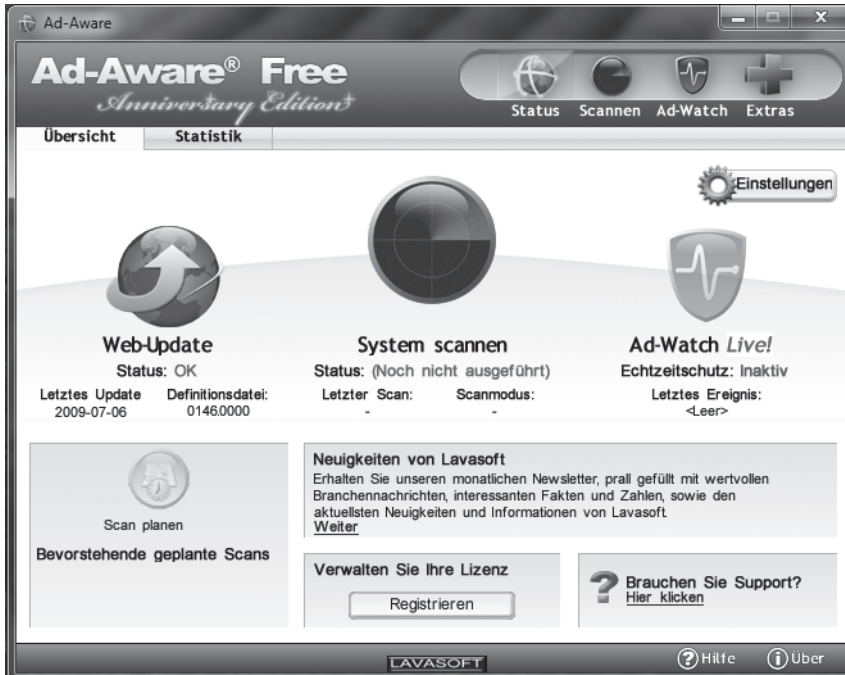 Ad-Aware
Ad-Aware® Free
Anniversary Edition
Status Scannen Ad-Watch Extras
Übersicht Statistik
Einstellungen
Web-Update
Status: OK
Letztes Update Definitionsdatei:
2009-07-06 0146.0000
System scannen
Status: (Noch nicht ausgeführt)
Letzter Scan: Scanmodus:
- -
Ad-Watch Live!
Echtzeitschutz: Inaktiv
Letztes Ereignis:
<Leer>
Scan planen
Bevorstehende geplante Scans
Neuigkeiten von Lavasoft
Erhalten Sie unseren monatlichen Newsletter, prall gefüllt mit wertvollen
Branchennachrichten, interessanten Fakten und Zahlen, sowie den
aktuellsten Neuigkeiten und Informationen von Lavasoft.
Weiter
Verwalten Sie Ihre Lizenz
Registrieren
Brauchen Sie Support?
Hier klicken
LAVASOFT
Hilfe Über